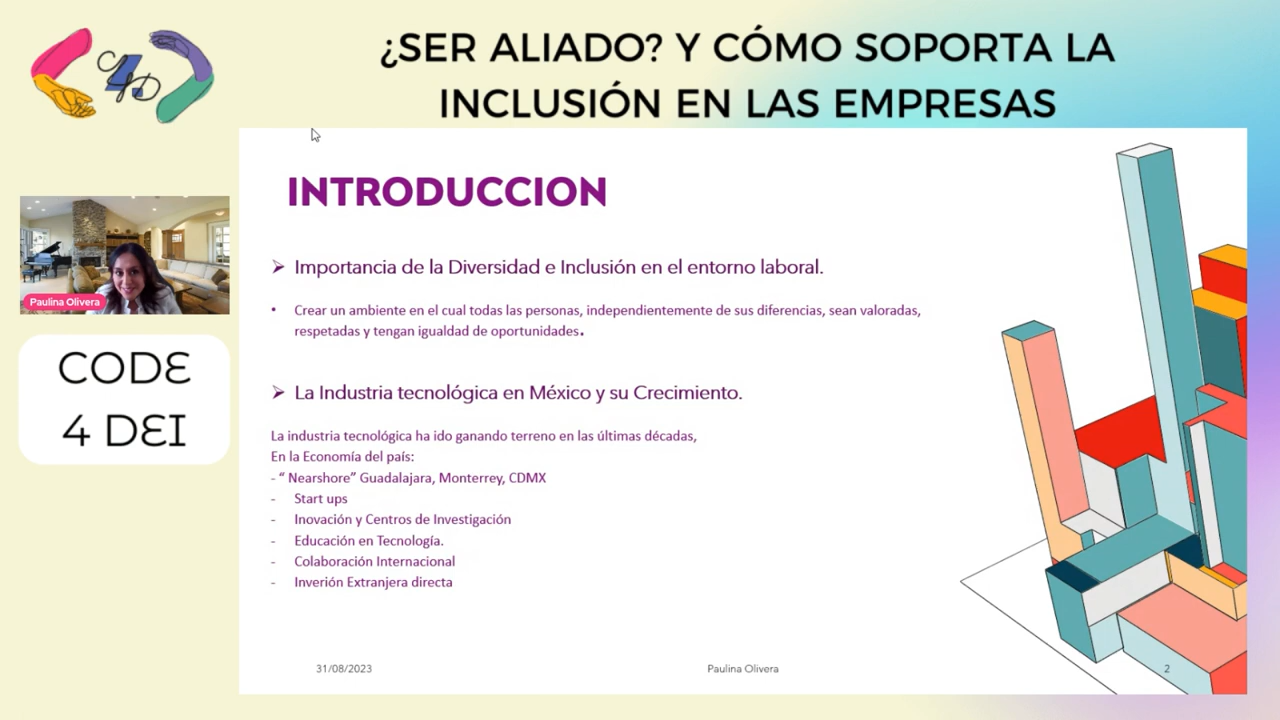 ¿SER ALIADO? Y CÓMO SOPORTA LA
INCLUSIÓN EN LAS EMPRESAS
Paulina Olivera
CODE
4 DEI
INTRODUCCION
➢ Importancia de la Diversidad e Inclusión en el entorno laboral.
• Crear un ambiente en el cual todas las personas, independientemente de sus diferencias, sean valoradas,
respetadas y tengan igualdad de oportunidades.
➢ La Industria tecnológica en México y su Crecimiento.
La industria tecnológica ha ido ganando terreno en las últimas décadas,
En la Economía del país:
- “ Nearshore” Guadalajara, Monterrey, CDMX
- Start ups
- Inovación y Centros de Investigación
- Educación en Tecnología.
- Colaboración Internacional
- Inverión Extranjera directa
31/08/2023
Paulina Olivera
2